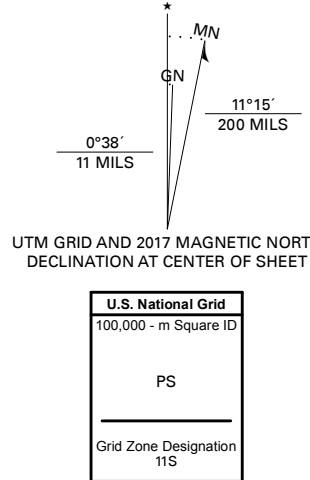 ★
MN
GN
11°15´
200 MILS
0°38´
11 MILS
UTM GRID AND 2017 MAGNETIC NORT
DECLINATION AT CENTER OF SHEET
U.S. National Grid
100,000 - m Square ID
PS
Grid Zone Designation
11S